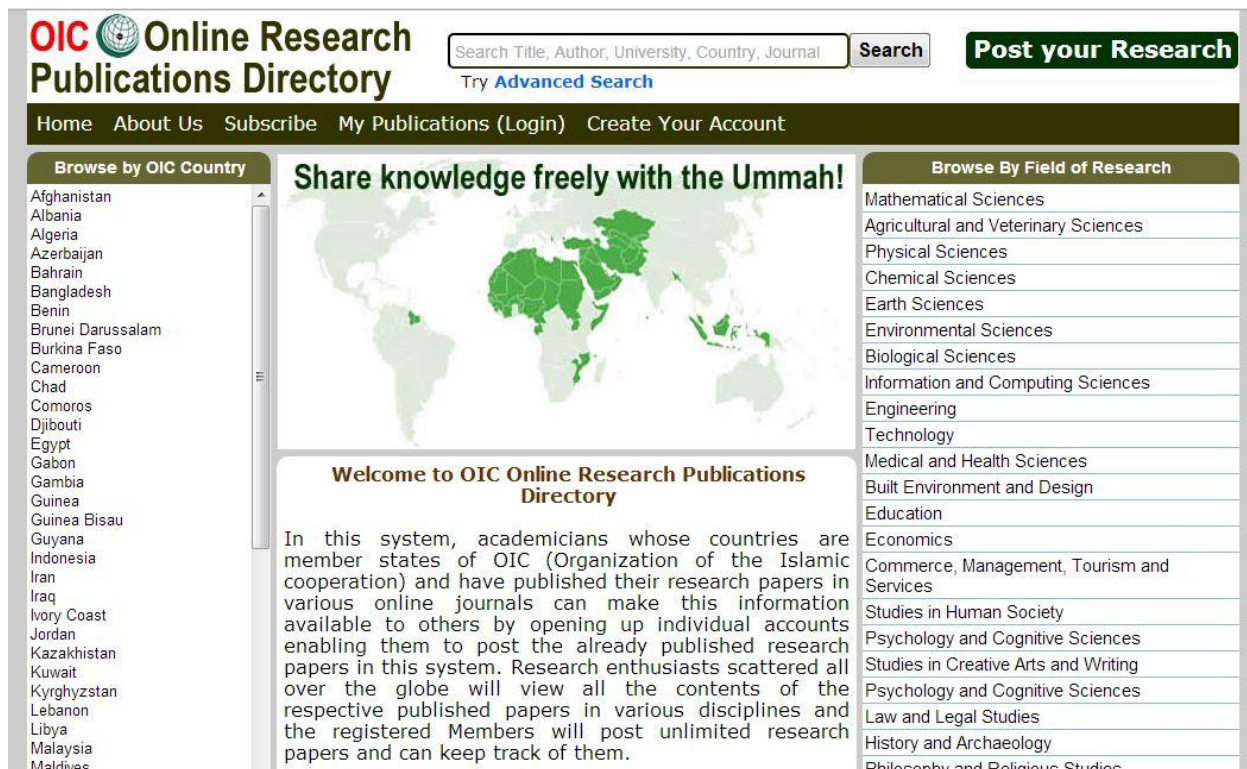 OIC Online Research
Publications Directory
Search Title, Author, University, Country, Journal
Search
Post your Research
Try Advanced Search
Home About Us Subscribe My Publications (Login) Create Your Account
Browse by OIC Country
Afghanistan
Albania
Algeria
Azerbaijan
Bahrain
Bangladesh
Benin
Brunei Darussalam
Burkina Faso
Cameroon
Chad
Comoros
Djibouti
Egypt
Gabon
Gambia
Guinea
Guinea Bisau
Guyana
Indonesia
Iran
Iraq
Ivory Coast
Jordan
Kazakhistan
Kuwait
Kyrghyzstan
Lebanon
Libya
Malaysia
Maldives
Share knowledge freely with the Ummah!
Welcome to OIC Online Research Publications
Directory
In this system, academicians whose countries are
member states of OIC (Organization of the Islamic
cooperation) and have published their research papers in
various online journals can make this information
available to others by opening up individual accounts
enabling them to post the already published research
papers in this system. Research enthusiasts scattered all
over the globe will view all the contents of the
respective published papers in various disciplines and
the registered Members will post unlimited research
papers and can keep track of them.
Browse By Field of Research
Mathematical Sciences
Agricultural and Veterinary Sciences
Physical Sciences
Chemical Sciences
Earth Sciences
Environmental Sciences
Biological Sciences
Information and Computing Sciences
Engineering
Technology
Medical and Health Sciences
Built Environment and Design
Education
Economics
Commerce, Management, Tourism and
Services
Studies in Human Society
Psychology and Cognitive Sciences
Studies in Creative Arts and Writing
Psychology and Cognitive Sciences
Law and Legal Studies
History and Archaeology
Philosophy and Religious Studies